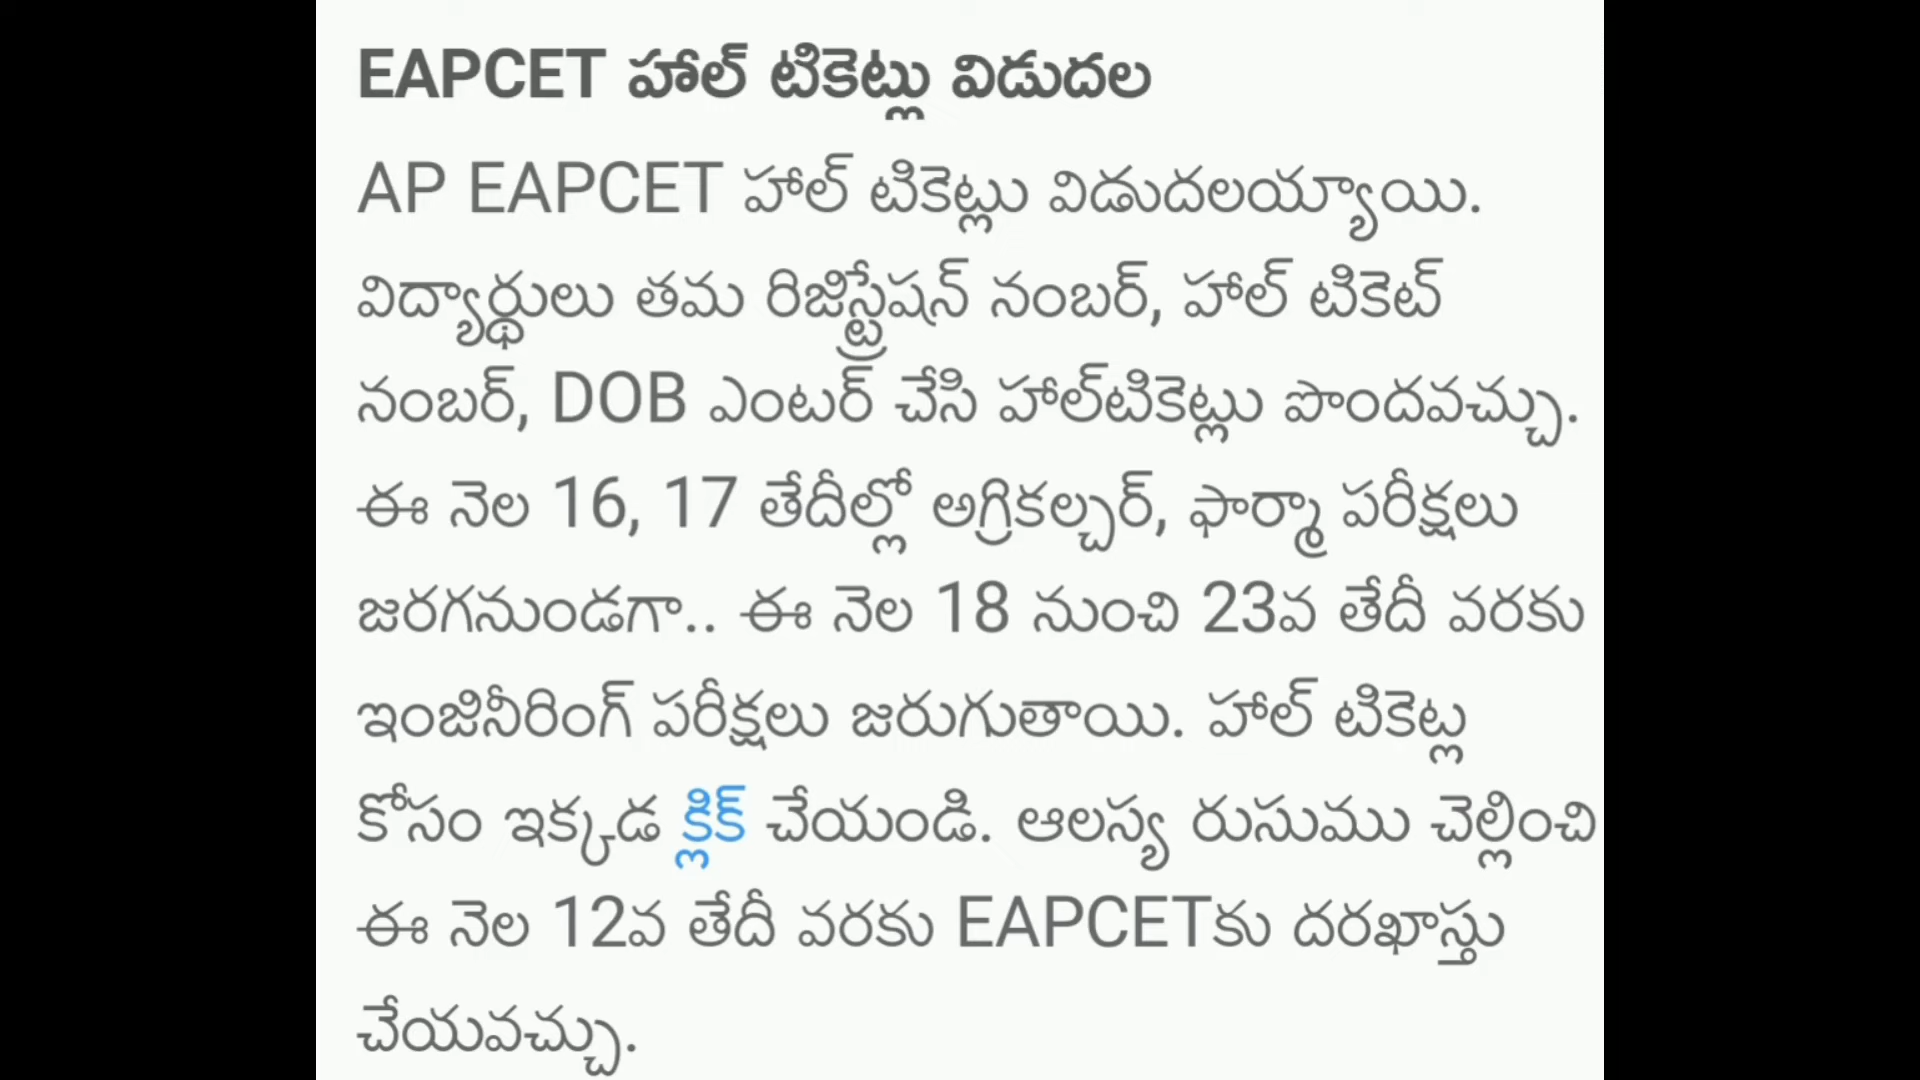 EAPCET హాల్ టికెట్లు విడుదల
AP EAPCET హాల్ టికెట్లు విడుదలయ్యాయి.
విద్యార్థులు తమ రిజిస్ట్రేషన్ నంబర్, హాల్ టికెట్
నంబర్, DOB ఎంటర్ చేసి హాల్‌టికెట్లు పొందవచ్చు.
ఈ నెల 16, 17 తేదీల్లో అగ్రికల్చర్, ఫార్మా పరీక్షలు
జరగనుండగా.. ఈ నెల 18 నుంచి 23వ తేదీ వరకు
ఇంజినీరింగ్ పరీక్షలు జరుగుతాయి. హాల్ టికెట్ల
కోసం ఇక్కడ క్లిక్ చేయండి. ఆలస్య రుసుము చెల్లించి
ఈ నెల 12వ తేదీ వరకు EAPCETకు దరఖాస్తు
చేయవచ్చు.